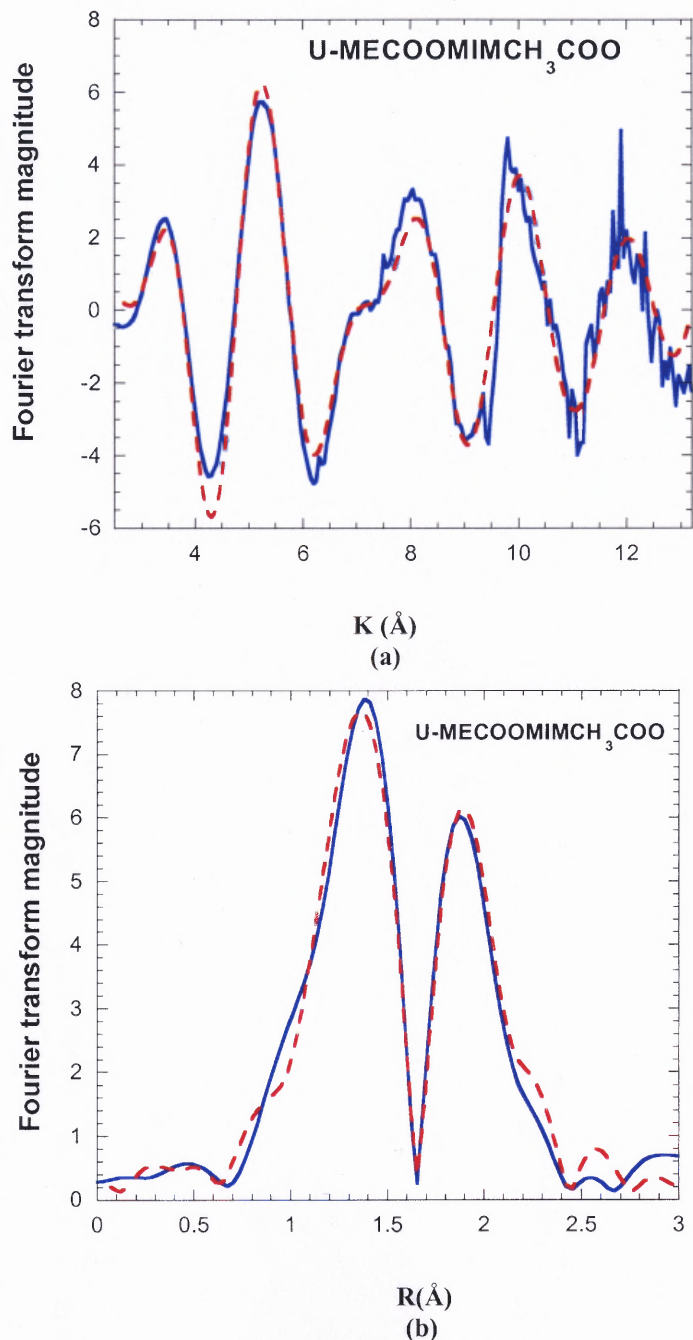 U-MECOOMIMCH₃COO
Fourier transform magnitude
8
6
4
2
0
-2
-4
-6
4 6 8 10 12
K (Å)
(a)
U-MECOOMIMCH₃COO
Fourier transform magnitude
8
7
6
5
4
3
2
1
0
0 0.5 1 1.5 2 2.5 3
R(Å)
(b)